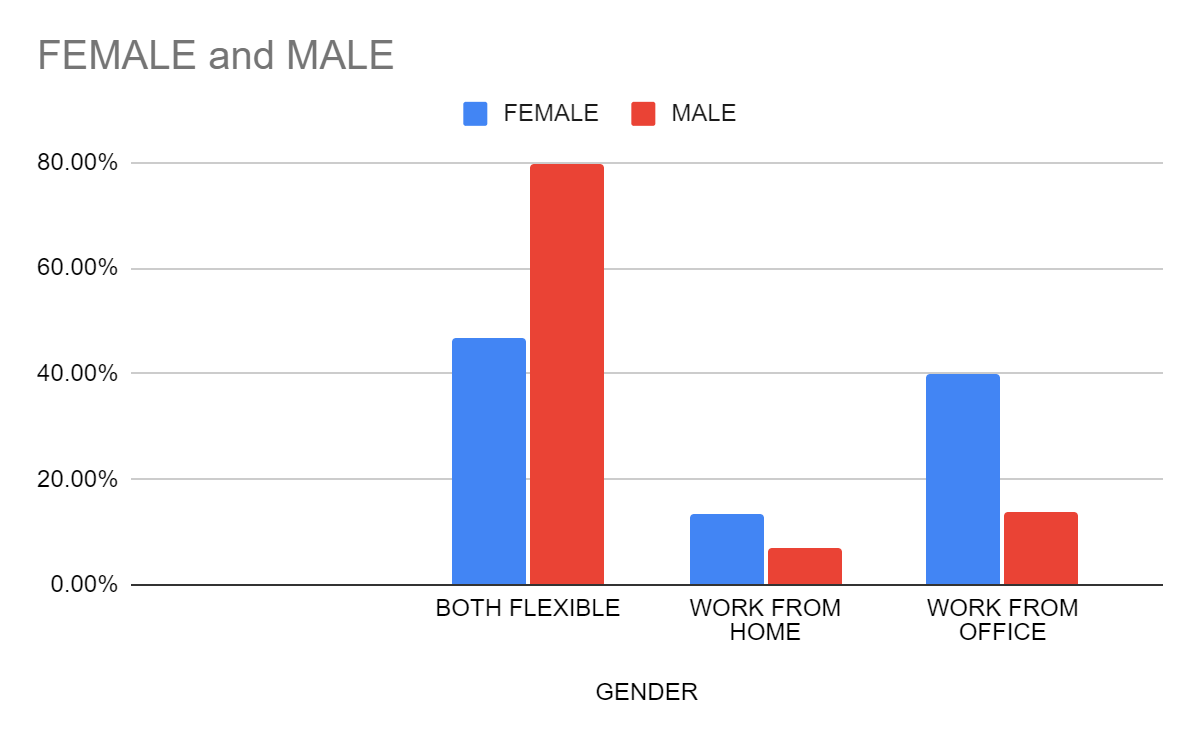 FEMALE and MALE
FEMALE MALE
80.00%
60.00%
40.00%
20.00%
0.00%
BOTH FLEXIBLE
WORK FROM
HOME
WORK FROM
OFFICE
GENDER